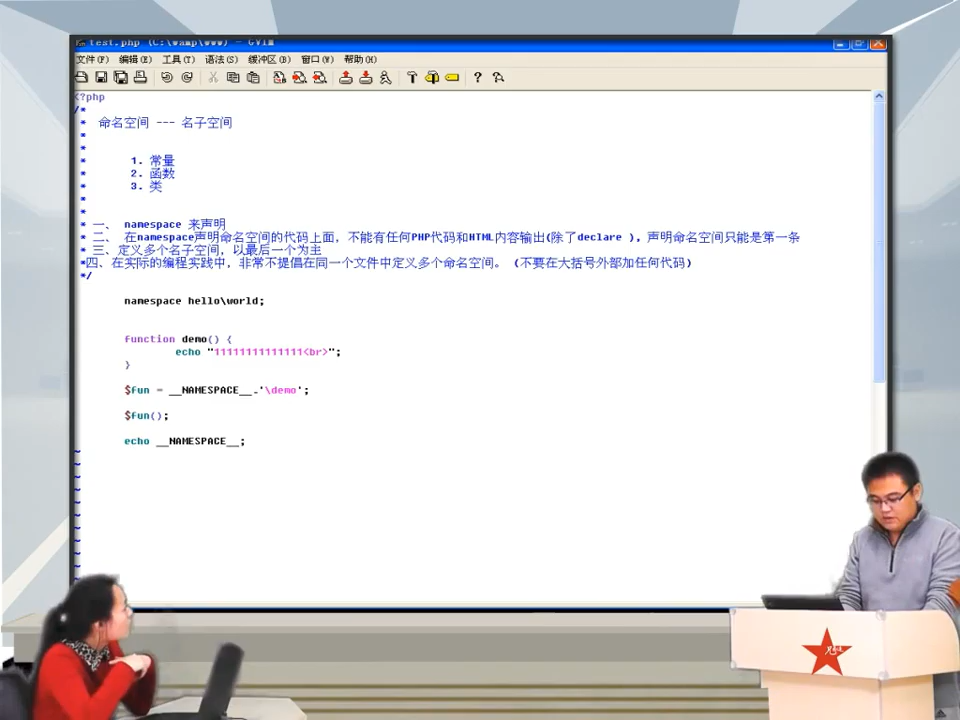 test.php (C:\wamp\www) - GVIM
文件(F) 编辑(E) 工具(T) 语法(S) 缓冲区(B) 窗口(W) 帮助(H)
<?php
/*
* 命名空间 --- 名子空间
*
*
* 1. 常量
* 2. 函数
* 3. 类
*
*
* 一、 namespace 来声明
* 二、 在namespace声明命名空间的代码上面，不能有任何PHP代码和HTML内容输出(除了declare )，声明命名空间只能是第一条
* 三、定义多个名子空间，以最后一个为主
*四、在实际的编程实践中，非常不提倡在同一个文件中定义多个命名空间。（不要在大括号外部加任何代码）
*/
namespace hello\world;
function demo() {
echo "11111111111111<br>";
}
$fun = __NAMESPACE__.'\demo';
$fun();
echo __NAMESPACE__;
~
~
~
~
~
~
~
~
~
~
~